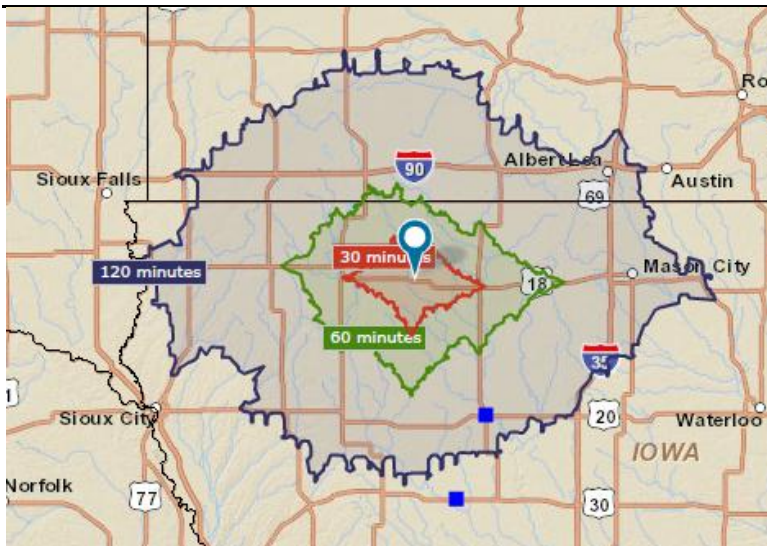 Ro
90
Albert Lea
Austin
Sioux Falls
69
30 minutes
120 minutes
Mason City
18
60 minutes
35
1
Sioux City
20
Waterloo
IOWA
Norfolk
77
30